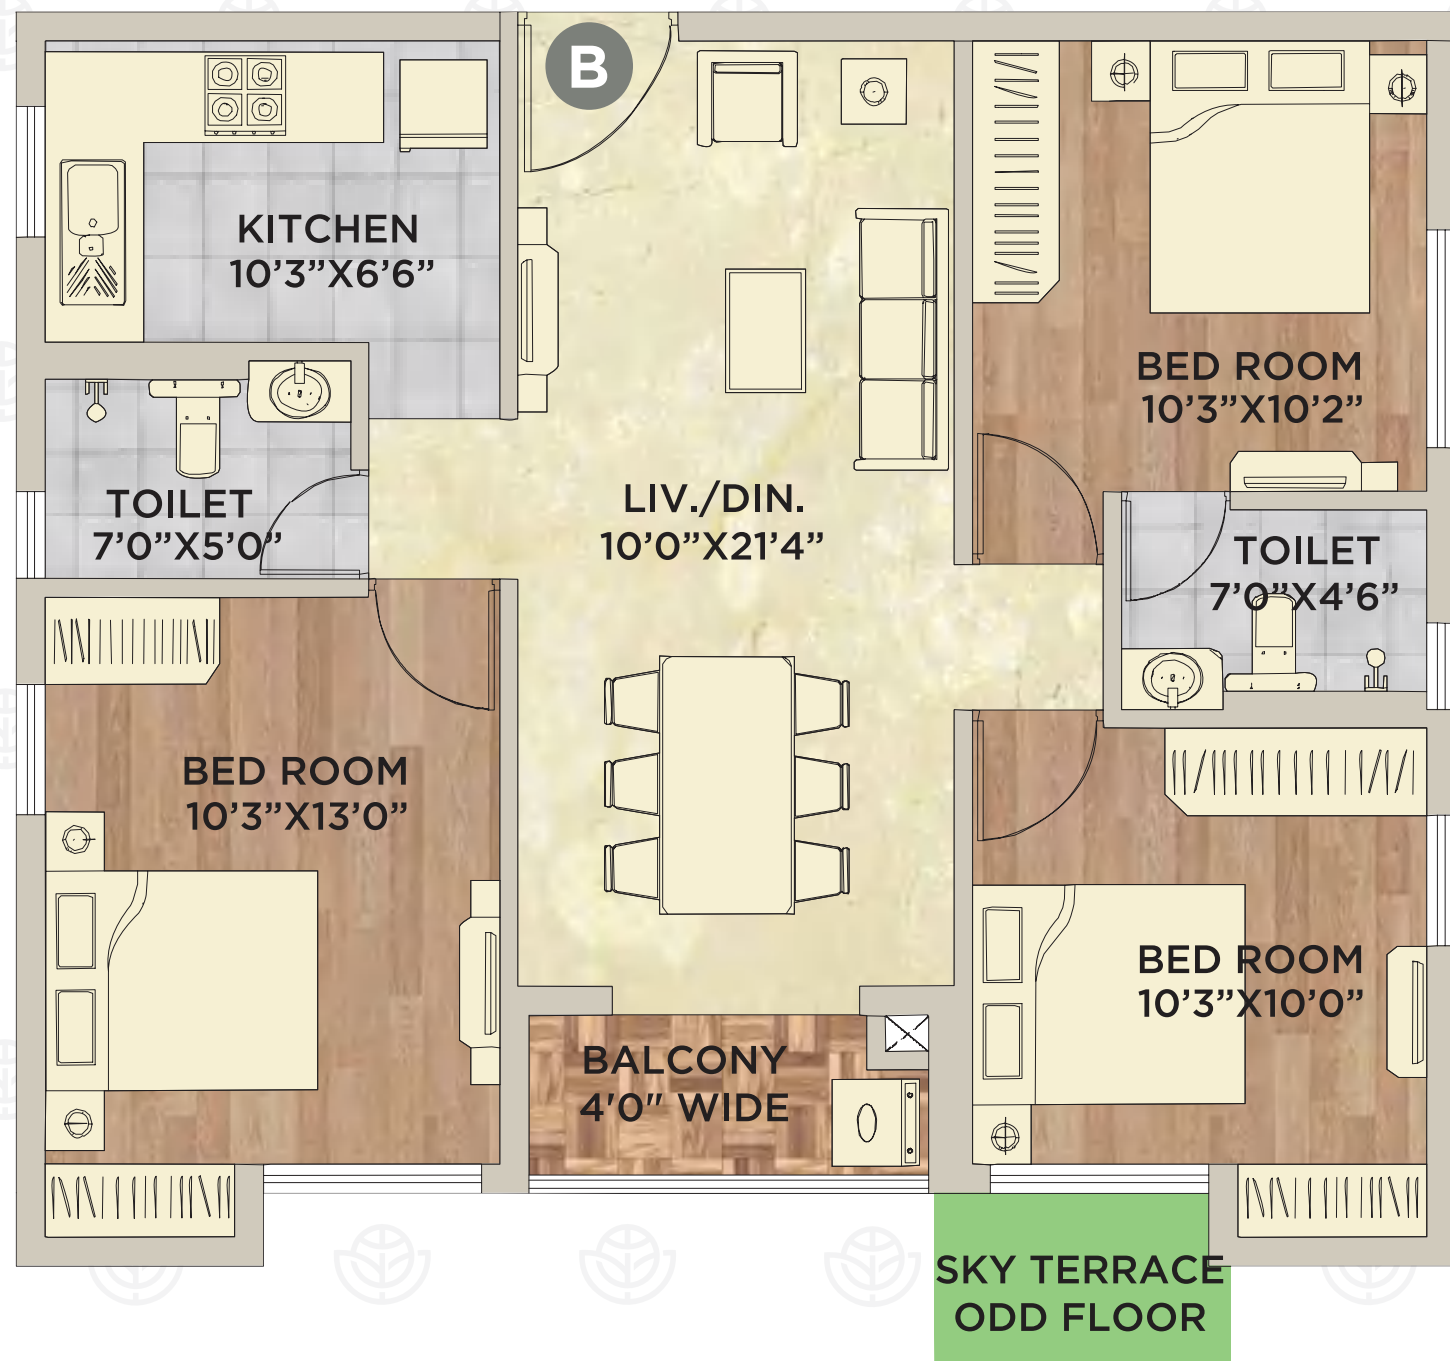 B
KITCHEN
10’3”X6’6”
BED ROOM
10’3”X10’2”
TOILET
7’0”X5’0”
LIV./DIN.
10’0”X21’4”
TOILET
7’0”X4’6”
BED ROOM
10’3”X13’0”
BED ROOM
10’3”X10’0”
BALCONY
4'0" WIDE
SKY TERRACE
ODD FLOOR